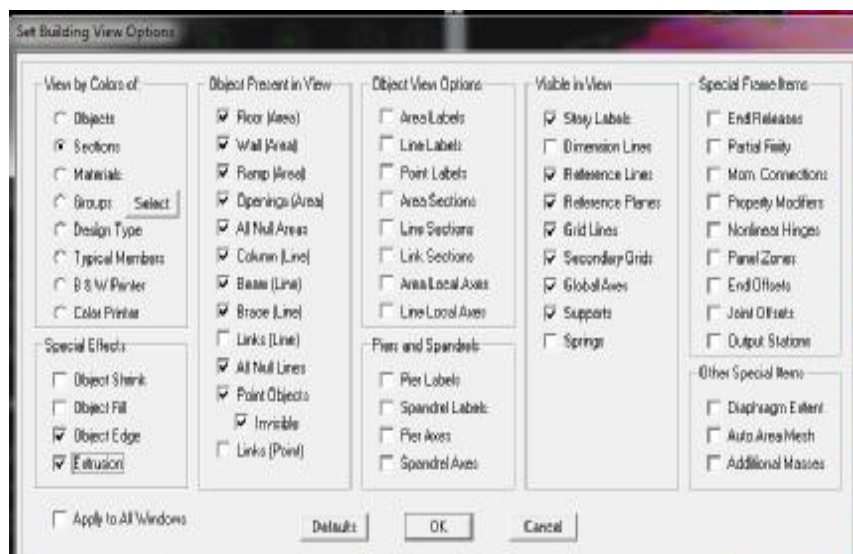 Set Building View Options
View by Colors of:
Objects
Sections
Materials
Groups
Select
Design Type
Typical Members
B & W Printer
Color Printer
Special Effects
Object Shrink
Object Fill
Object Edge
Extrusion
Apply to All Windows
Object Present in View
Floor (Area)
Wall (Area)
Ramp (Area)
Openings (Area)
All Null Areas
Column (Line)
Beam (Line)
Brace (Line)
Links (Line)
All Null Lines
Point Objects
Invisible
Links (Point)
Object View Options
Area Labels
Line Labels
Point Labels
Area Sections
Line Sections
Link Sections
Area Local Axes
Line Local Axes
Piers and Spandrels
Pier Labels
Spandrel Labels
Pier Axes
Spandrel Axes
Visible in View
Story Labels
Dimension Lines
Reference Lines
Reference Planes
Grid Lines
Secondary Grids
Global Axes
Supports
Springs
Special Frame Items
End Releases
Partial Fixity
Mom. Connections
Property Modifiers
Nonlinear Hinges
Panel Zones
End Offsets
Joint Offsets
Output Stations
Other Special Items
Diaphragm Extent
Auto Area Mesh
Additional Masses
Defaults
OK
Cancel